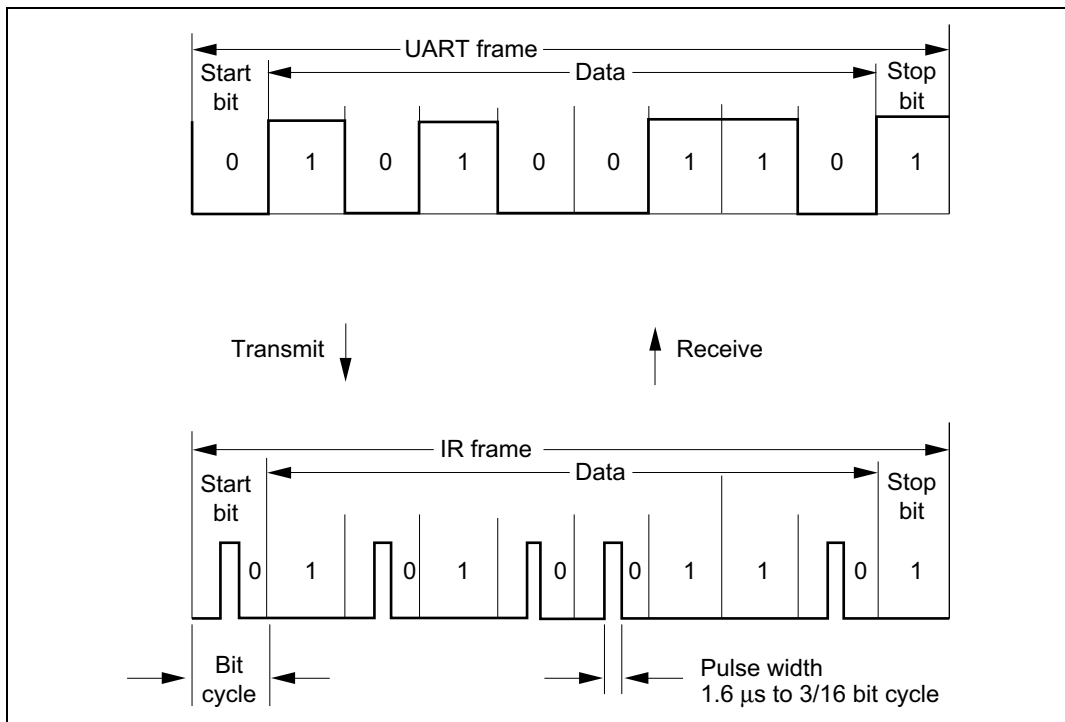 UART frame
Start bit
Data
Stop bit
0 1 0 1 0 0 1 1 0 1
Transmit
Receive
IR frame
Start bit
Data
Stop bit
0 1 0 1 0 0 1 1 0 1
Bit cycle
Pulse width
1.6 μs to 3/16 bit cycle